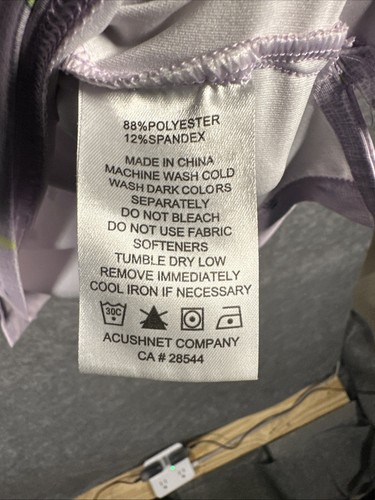 88%POLYESTER
12%SPANDEX
MADE IN CHINA
MACHINE WASH COLD
WASH DARK COLORS
SEPARATELY
DO NOT BLEACH
DO NOT USE FABRIC
SOFTENERS
TUMBLE DRY LOW
REMOVE IMMEDIATELY
COOL IRON IF NECESSARY
30C
ACUSHNET COMPANY
CA # 28544